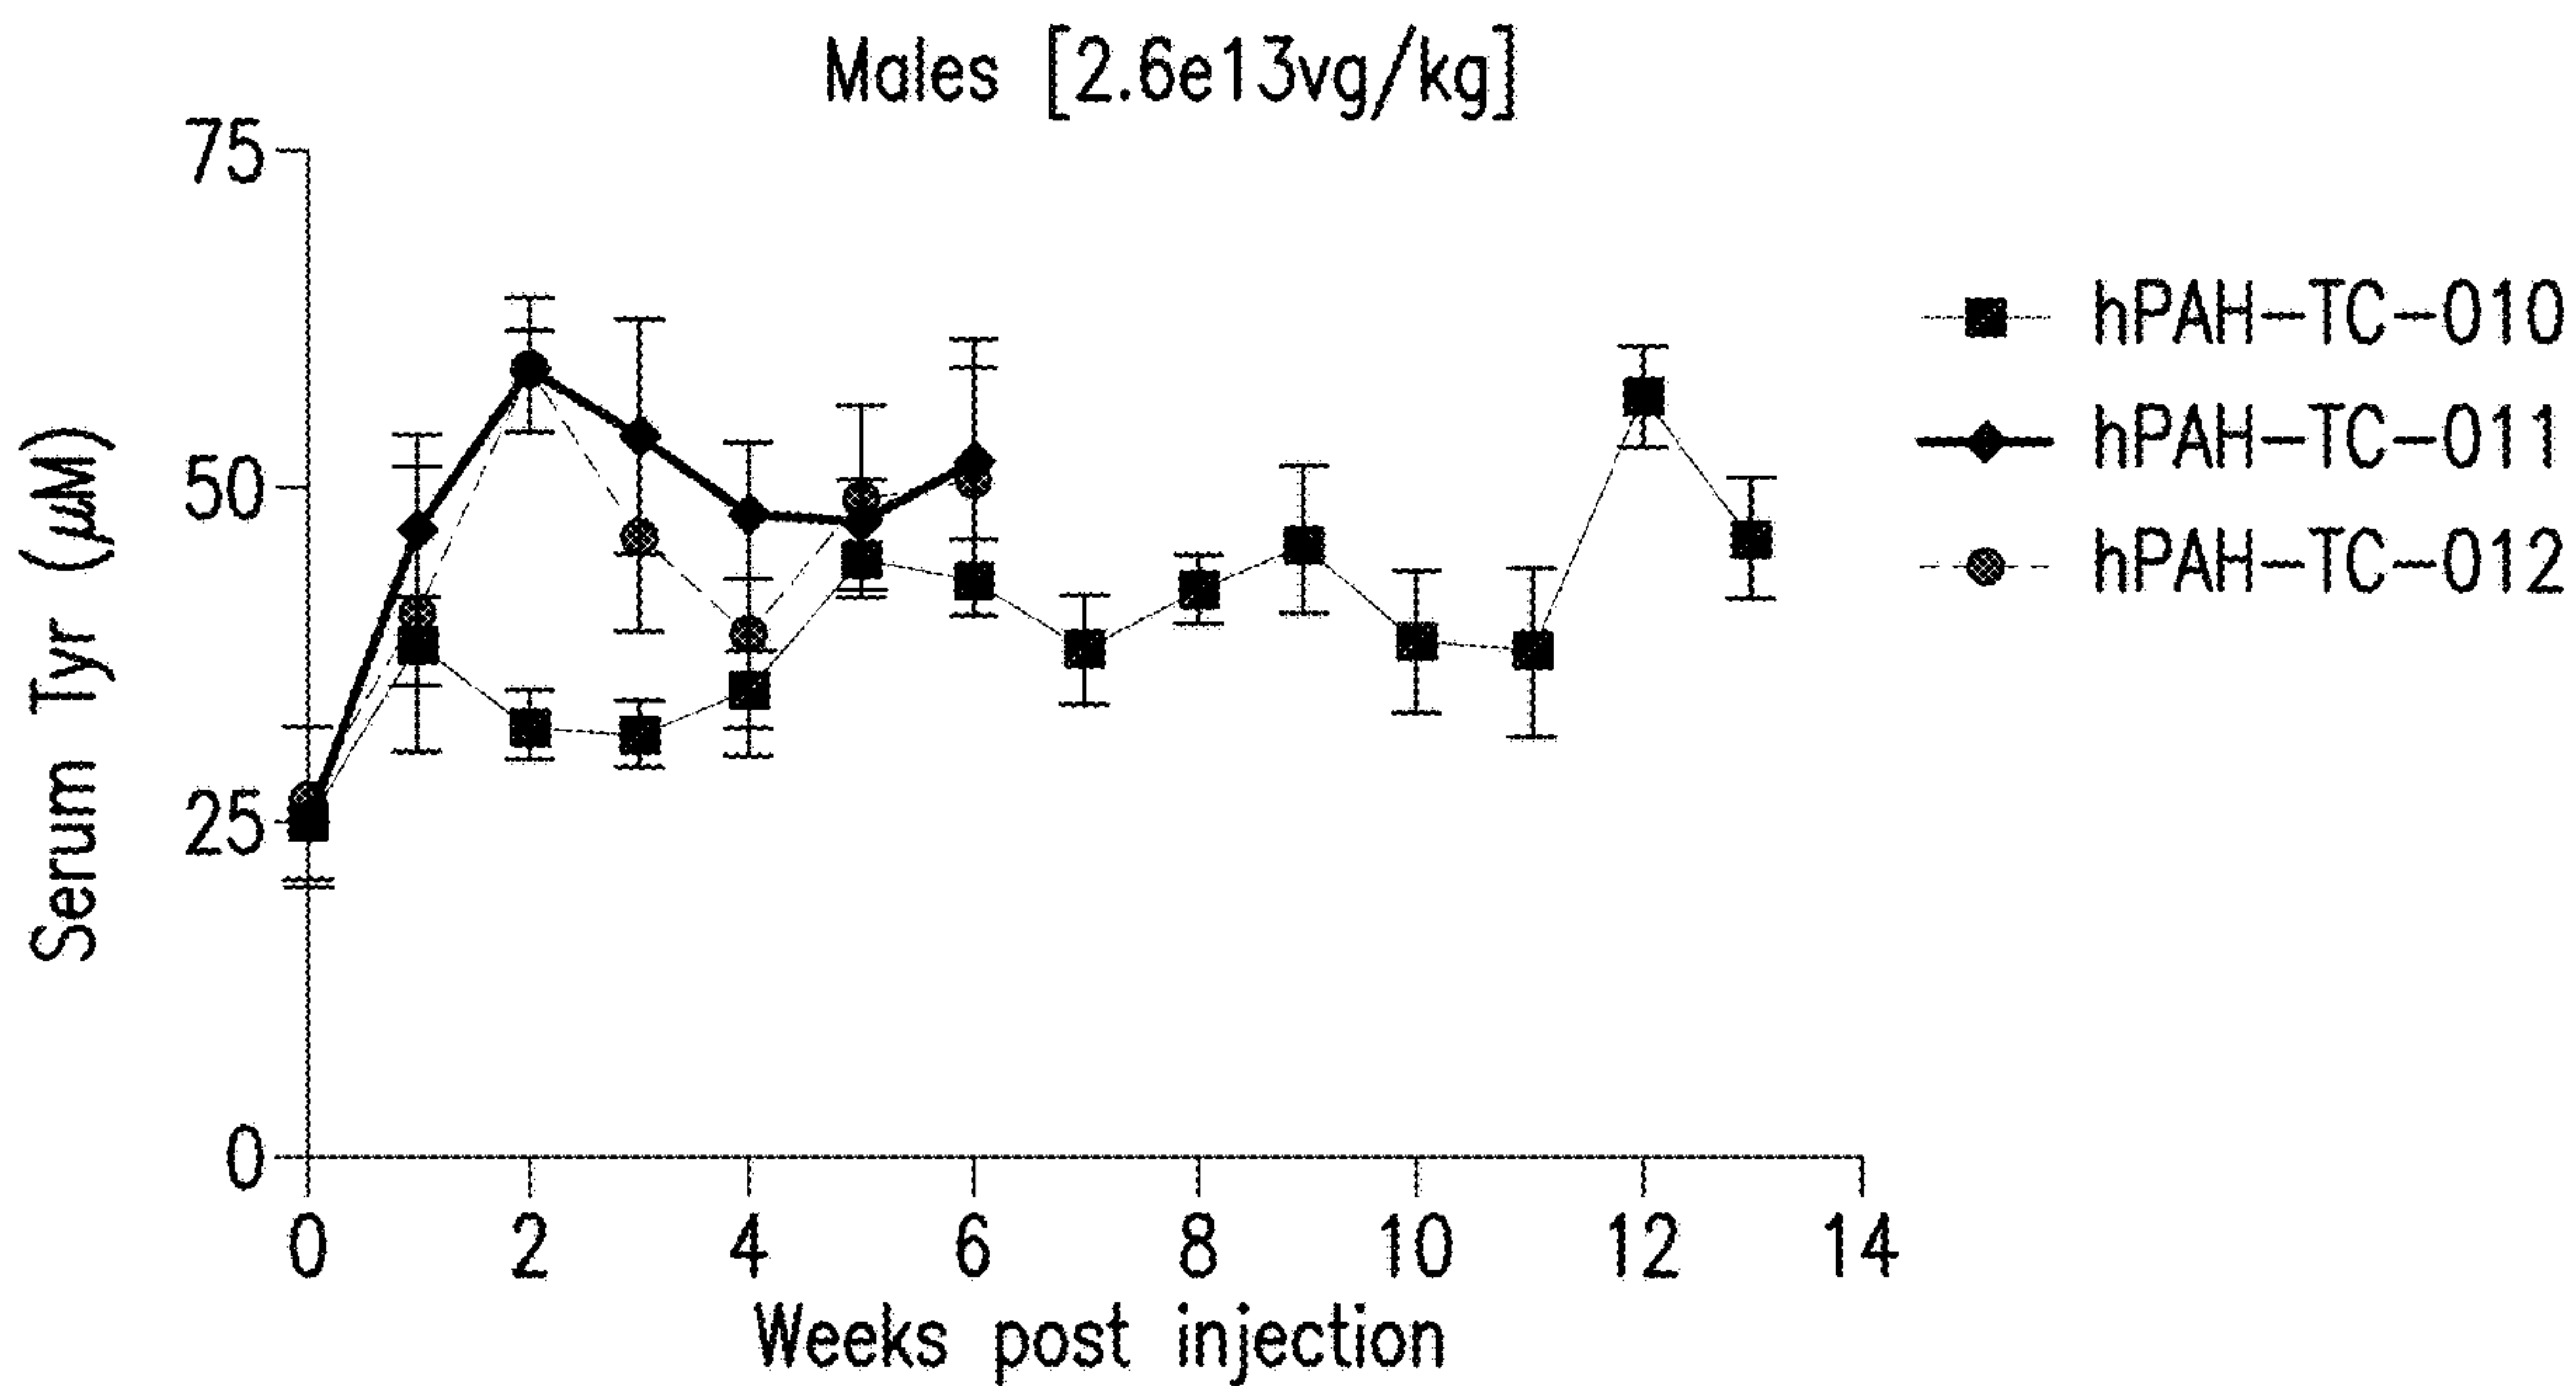 Males [2.6e13vg/kg]
75
50
25
0
Serum Tyr (μM)
0 2 4 6 8 10 12 14
Weeks post injection
hPAH-TC-010
hPAH-TC-011
hPAH-TC-012